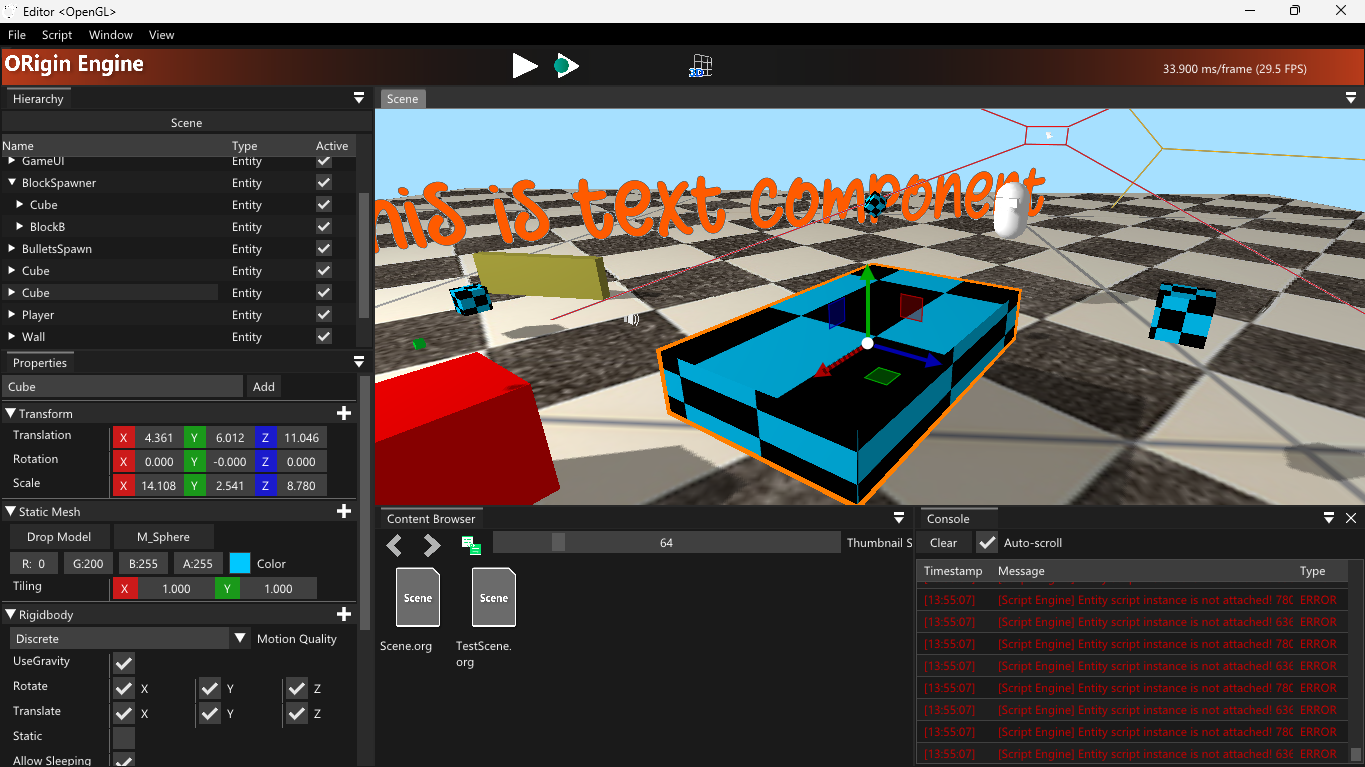 Editor <OpenGL>
File Script Window View
ORigin Engine
33.900 ms/frame (29.5 FPS)
Hierarchy
Scene
Name Type Active
GameUI Entity
BlockSpawner Entity
Cube Entity
BlockB Entity
BulletsSpawn Entity
Cube Entity
Cube Entity
Player Entity
Wall Entity
Properties
Cube Add
Transform
Translation X 4.361 Y 6.012 Z 11.046
Rotation X 0.000 Y -0.000 Z 0.000
Scale X 14.108 Y 2.541 Z 8.780
Static Mesh
Drop Model M_Sphere
R: 0 G:200 B:255 A:255 Color
Tiling X 1.000 Y 1.000
Rigidbody
Discrete Motion Quality
UseGravity
Rotate X Y Z
Translate X Y Z
Static
Allow Sleeping
Scene
his is text component
Content Browser
64 Thumbnail S
Scene
Scene.org
Scene
TestScene.
org
Console
Clear Auto-scroll
Timestamp Message Type
[13:55:07] [Script Engine] Entity script instance is not attached! 780 ERROR
[13:55:07] [Script Engine] Entity script instance is not attached! 636 ERROR
[13:55:07] [Script Engine] Entity script instance is not attached! 780 ERROR
[13:55:07] [Script Engine] Entity script instance is not attached! 636 ERROR
[13:55:07] [Script Engine] Entity script instance is not attached! 780 ERROR
[13:55:07] [Script Engine] Entity script instance is not attached! 636 ERROR
[13:55:07] [Script Engine] Entity script instance is not attached! 780 ERROR
[13:55:07] [Script Engine] Entity script instance is not attached! 636 ERROR